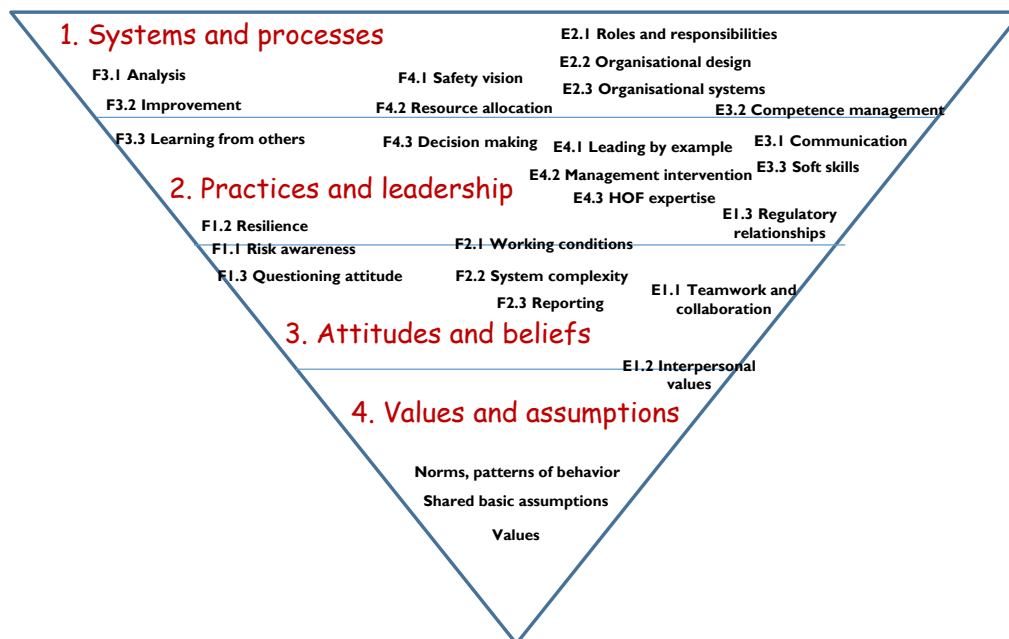 1. Systems and processes
E2.1 Roles and responsibilities
E2.2 Organisational design
F3.1 Analysis
F4.1 Safety vision
E2.3 Organisational systems
F3.2 Improvement
F4.2 Resource allocation
E3.2 Competence management
F3.3 Learning from others
F4.3 Decision making
E4.1 Leading by example
E3.1 Communication
E3.3 Soft skills
E4.2 Management intervention
2. Practices and leadership
E4.3 HOF expertise
E1.3 Regulatory
relationships
F1.2 Resilience
F1.1 Risk awareness
F2.1 Working conditions
F1.3 Questioning attitude
F2.2 System complexity
E1.1 Teamwork and
collaboration
F2.3 Reporting
3. Attitudes and beliefs
E1.2 Interpersonal
values
4. Values and assumptions
Norms, patterns of behavior
Shared basic assumptions
Values